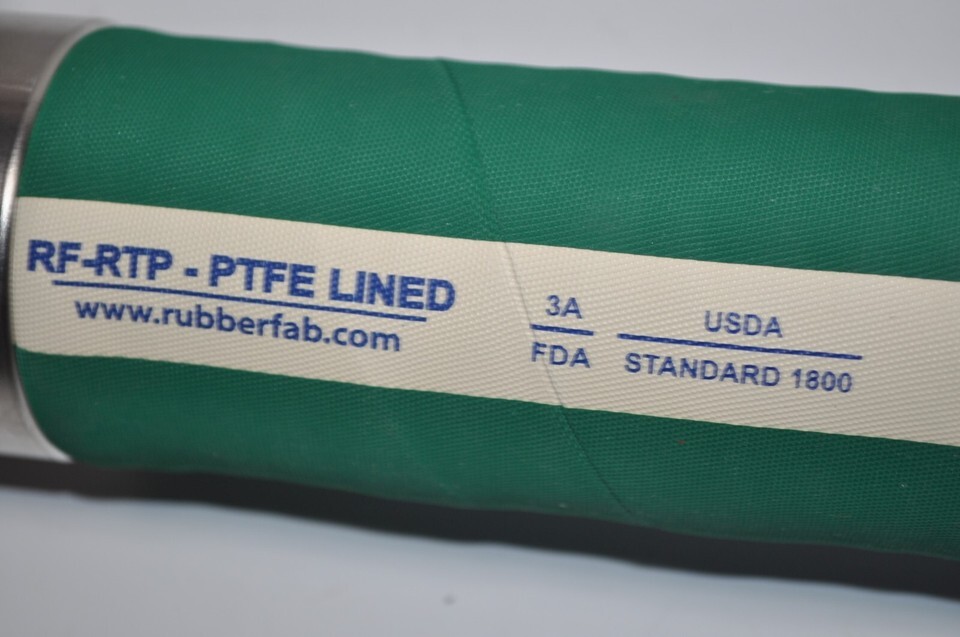 RF-RTP - PTFE LINED
www.rubberfab.com
3A
FDA
USDA
STANDARD 1800